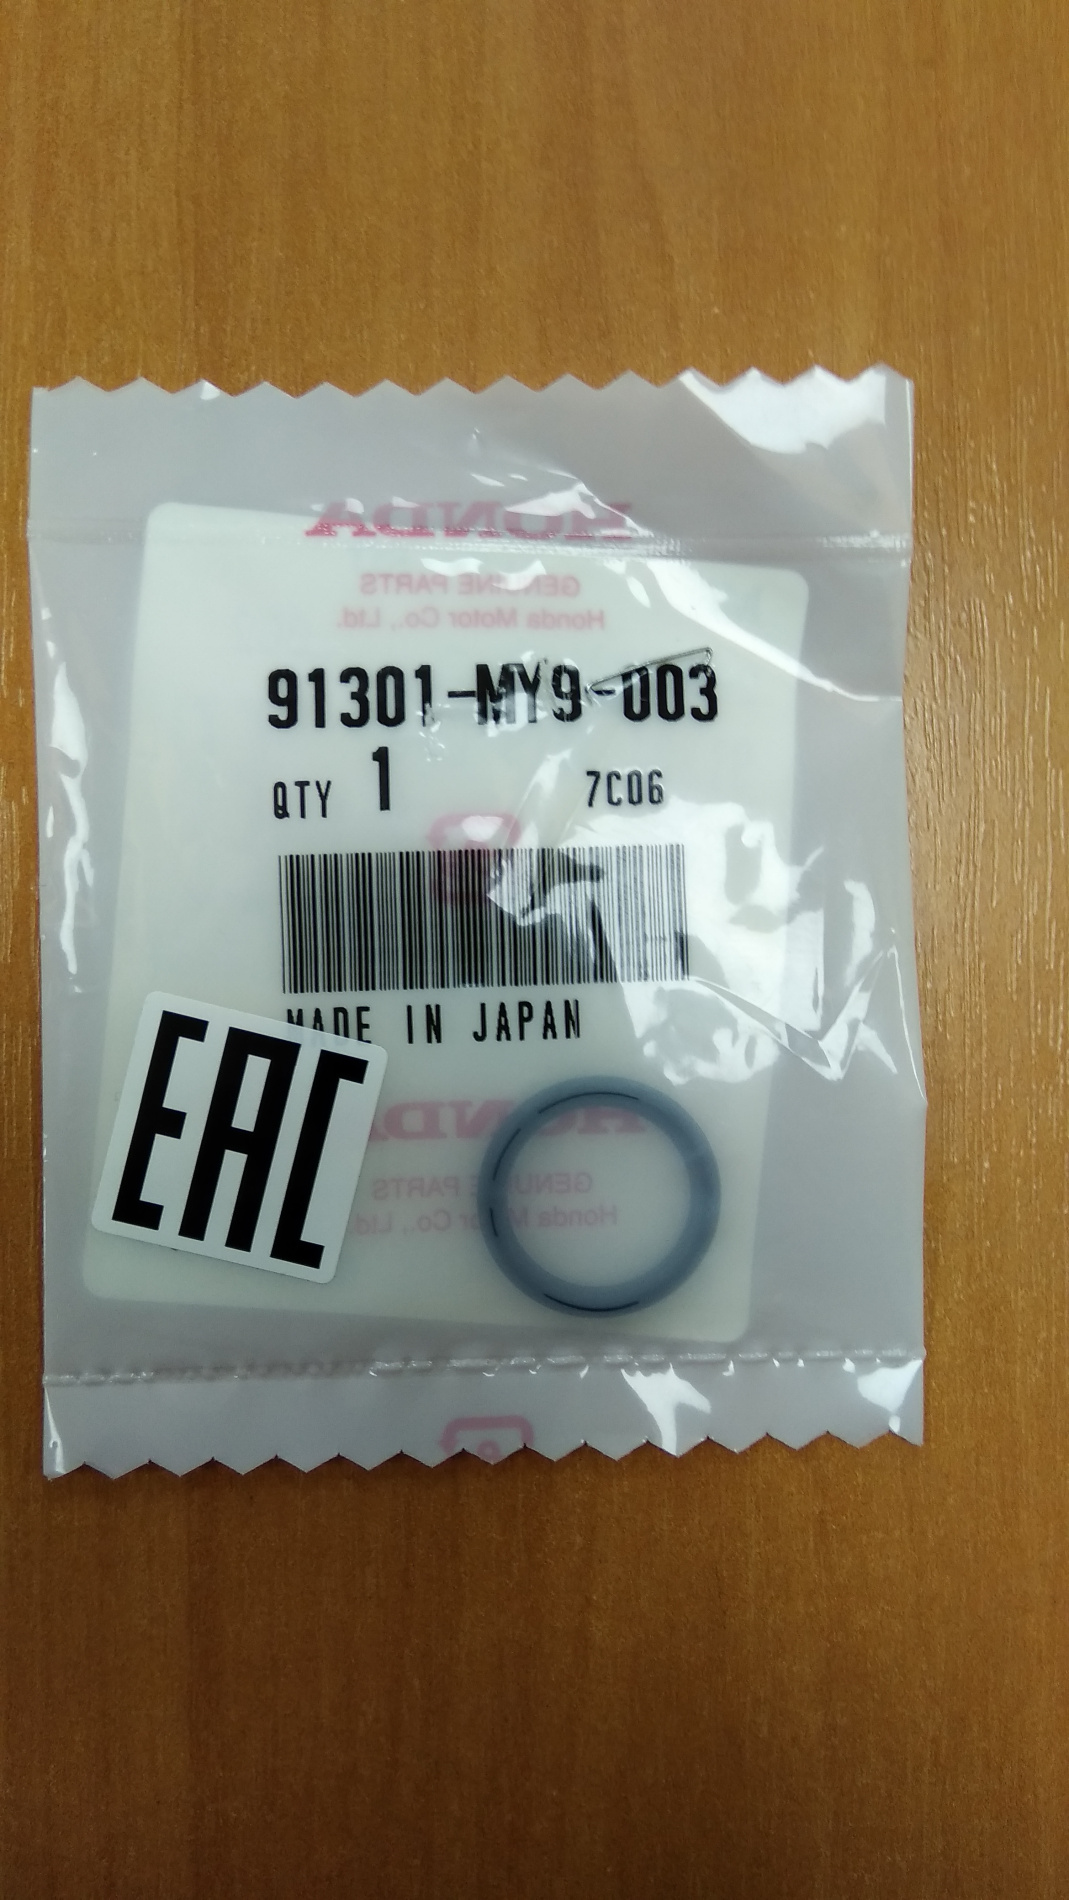 HONDA
GENUINE PARTS
Honda Motor Co., Ltd.
91301-MY9-003
QTY 1 7C06
MADE IN JAPAN
EAC
HONDA
GENUINE PARTS
Honda Motor Co., Ltd.